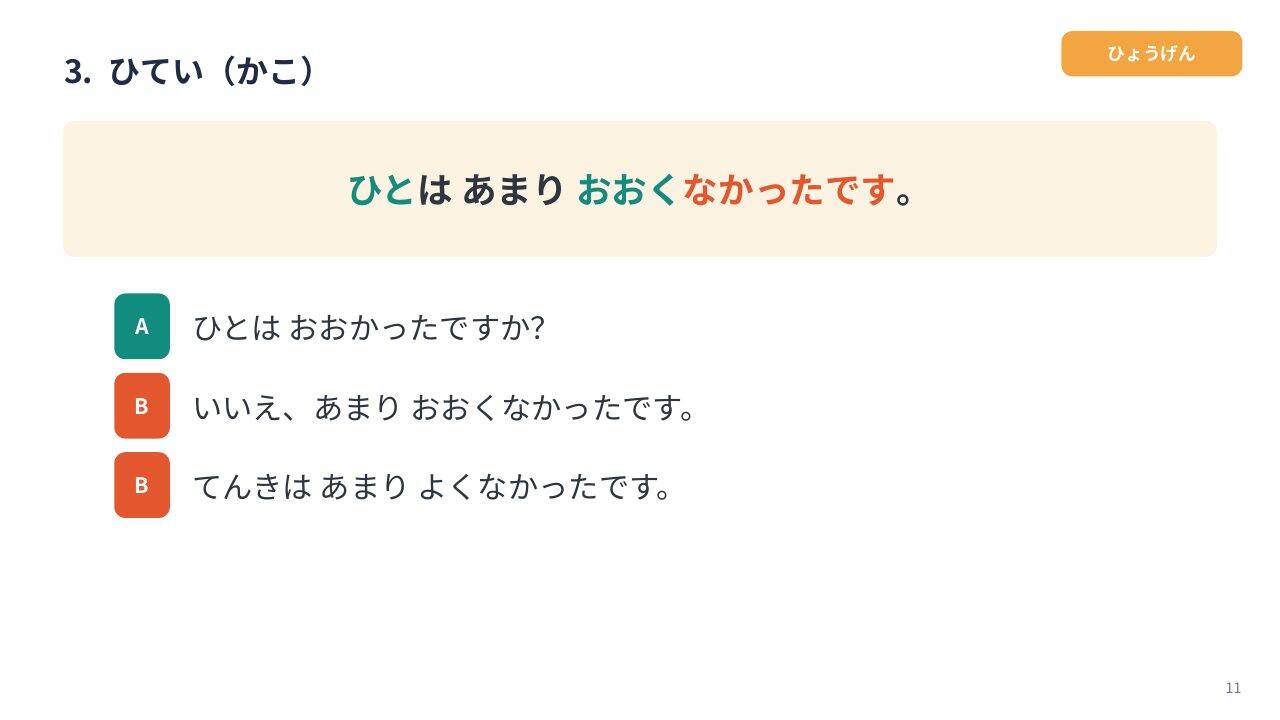 3. ひてい（かこ）
ひょうげん
ひとは あまり おおくなかったです。
A
ひとは おおかったですか?
B
いいえ、あまり おおくなかったです。
B
てんきは あまり よくなかったです。
11